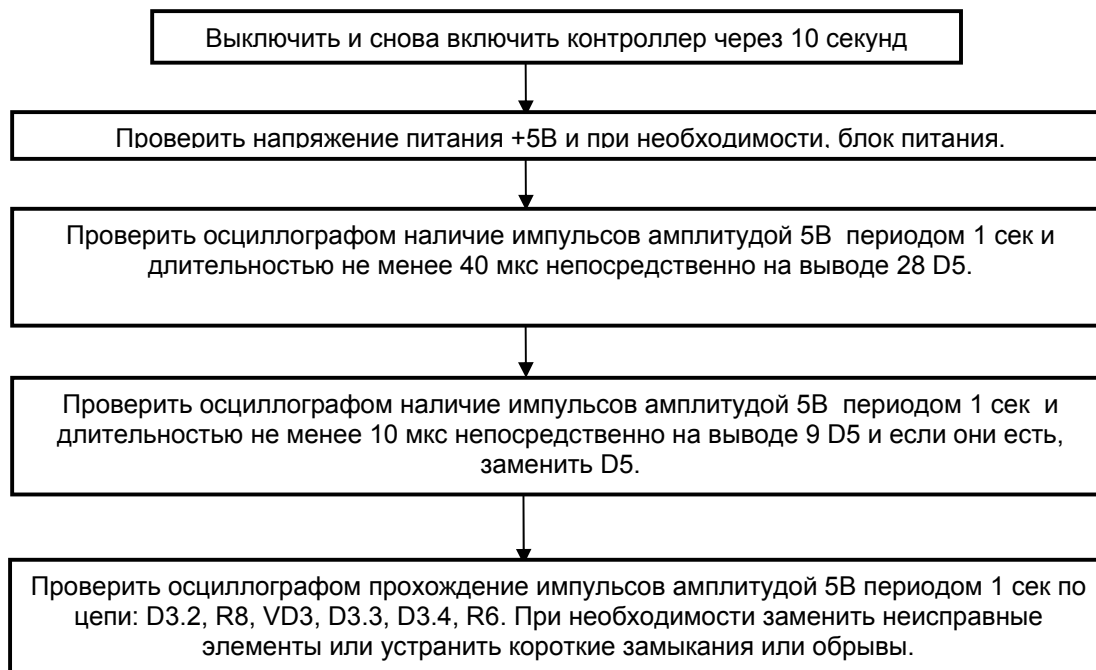 Выключить и снова включить контроллер через 10 секунд
Проверить напряжение питания +5В и при необходимости, блок питания.
Проверить осциллографом наличие импульсов амплитудой 5В периодом 1 сек и
длительностью не менее 40 мкс непосредственно на выводе 28 D5.
Проверить осциллографом наличие импульсов амплитудой 5В периодом 1 сек и
длительностью не менее 10 мкс непосредственно на выводе 9 D5 и если они есть,
заменить D5.
Проверить осциллографом прохождение импульсов амплитудой 5В периодом 1 сек по
цепи: D3.2, R8, VD3, D3.3, D3.4, R6. При необходимости заменить неисправные
элементы или устранить короткие замыкания или обрывы.